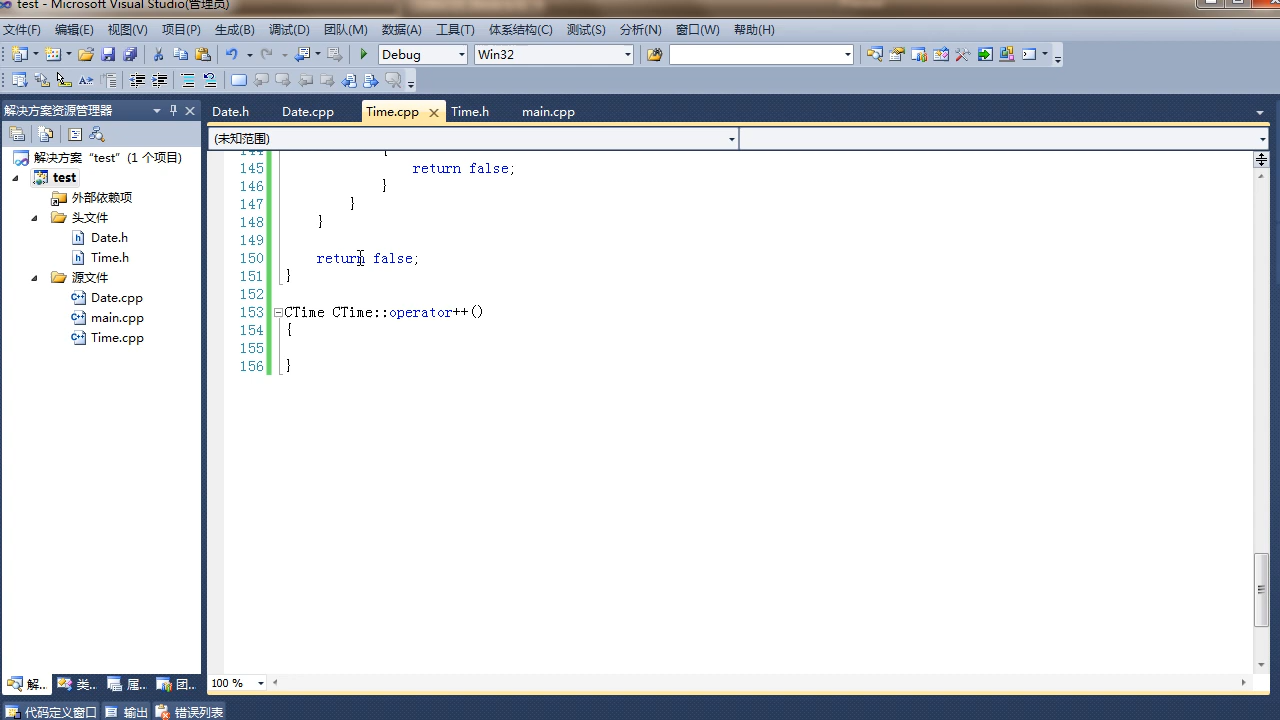 test - Microsoft Visual Studio(管理员)
文件(F) 编辑(E) 视图(V) 项目(P) 生成(B) 调试(D) 团队(M) 数据(A) 工具(T) 体系结构(C) 测试(S) 分析(N) 窗口(W) 帮助(H)
Debug Win32
解决方案资源管理器
Date.h Date.cpp Time.cpp Time.h main.cpp
(未知范围)
解决方案 “test” (1 个项目)
test
外部依赖项
头文件
Date.h
Time.h
源文件
Date.cpp
main.cpp
Time.cpp
144 {
145 return false;
146 }
147 }
148 }
149
150 return false;
151 }
152
153 CTime CTime::operator++()
154 {
155
156 }
100 %
解... 类... 属... 团...
代码定义窗口 输出 错误列表